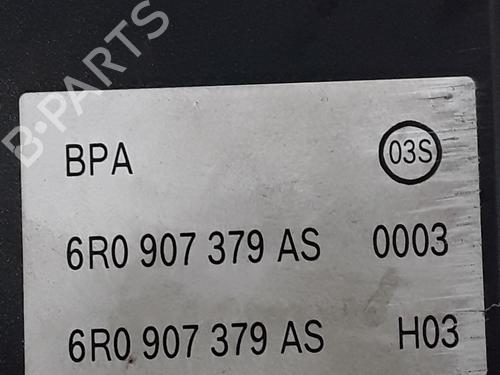 B-PARTS
BPA 03S
6R0 907 379 AS 0003
6R0 907 379 AS H03